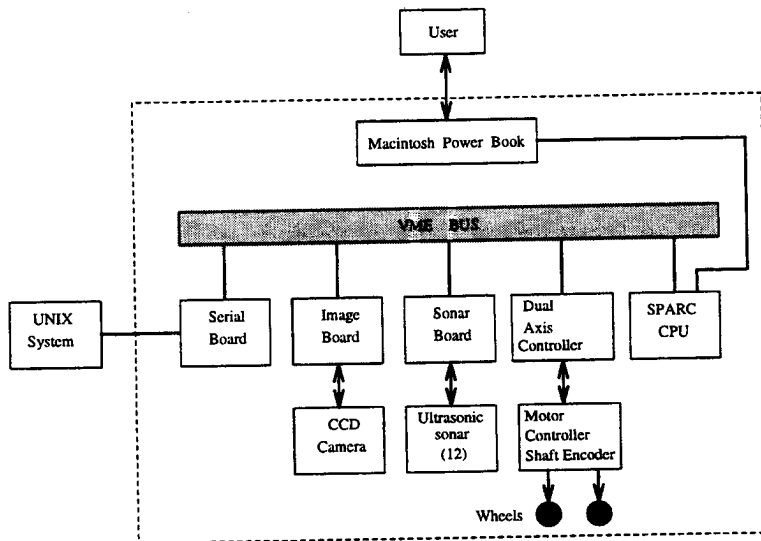 User
Macintosh Power Book
VME BUS
UNIX
System
Serial
Board
Image
Board
Sonar
Board
Dual
Axis
Controller
SPARC
CPU
CCD
Camera
Ultrasonic
sonar
(12)
Motor
Controller
Shaft Encoder
Wheels